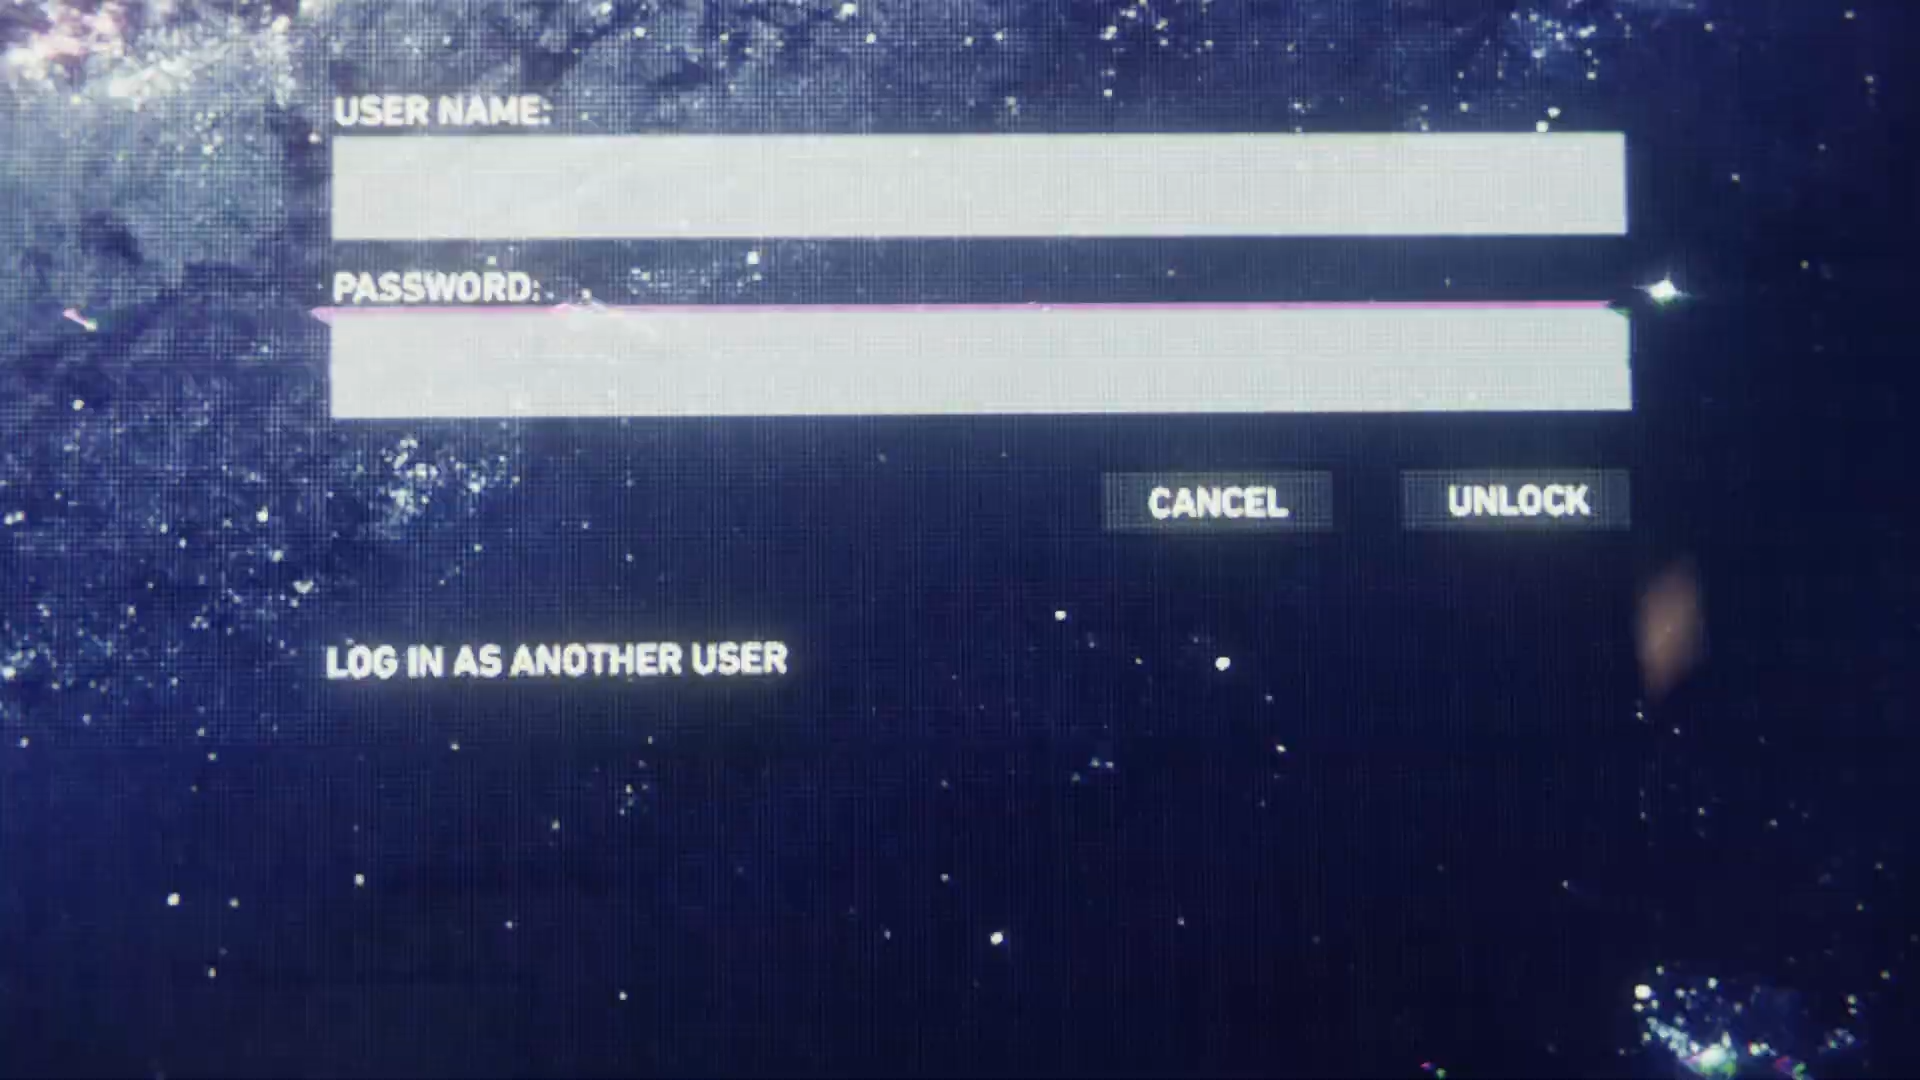 USER NAME:
PASSWORD:
CANCEL
UNLOCK
LOG IN AS ANOTHER USER